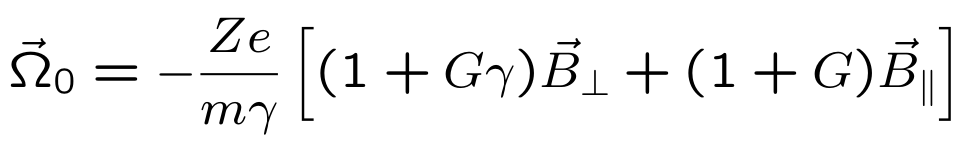 $\vec{\Omega}_0 = -\frac{Ze}{m\gamma} \left[ (1 + G\gamma)\vec{B}_{\perp} + (1 + G)\vec{B}_{\parallel} \right]$